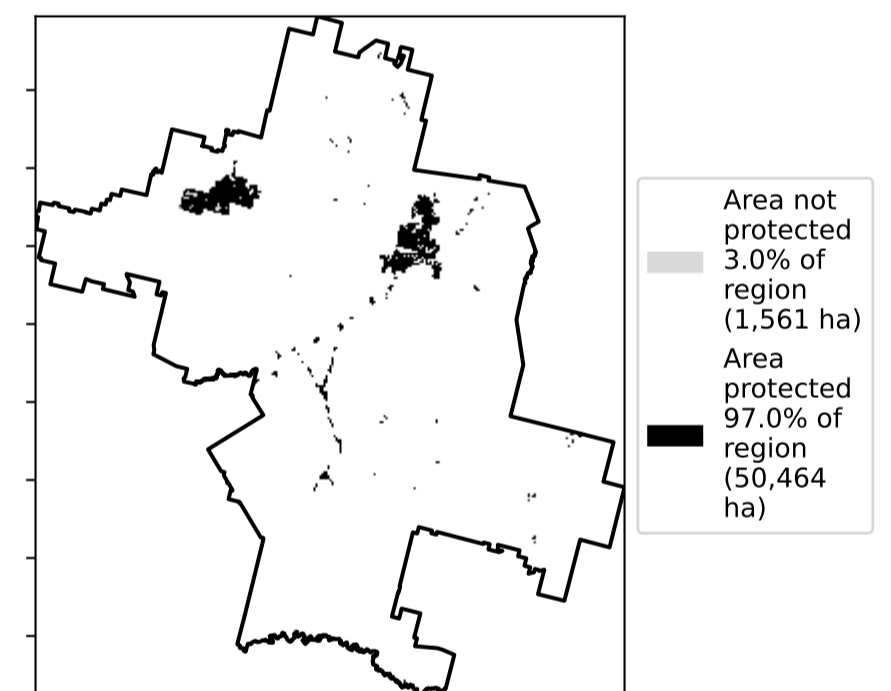 Area not
protected
3.0% of
region
(1,561 ha)
Area
protected
97.0% of
region
(50,464
ha)